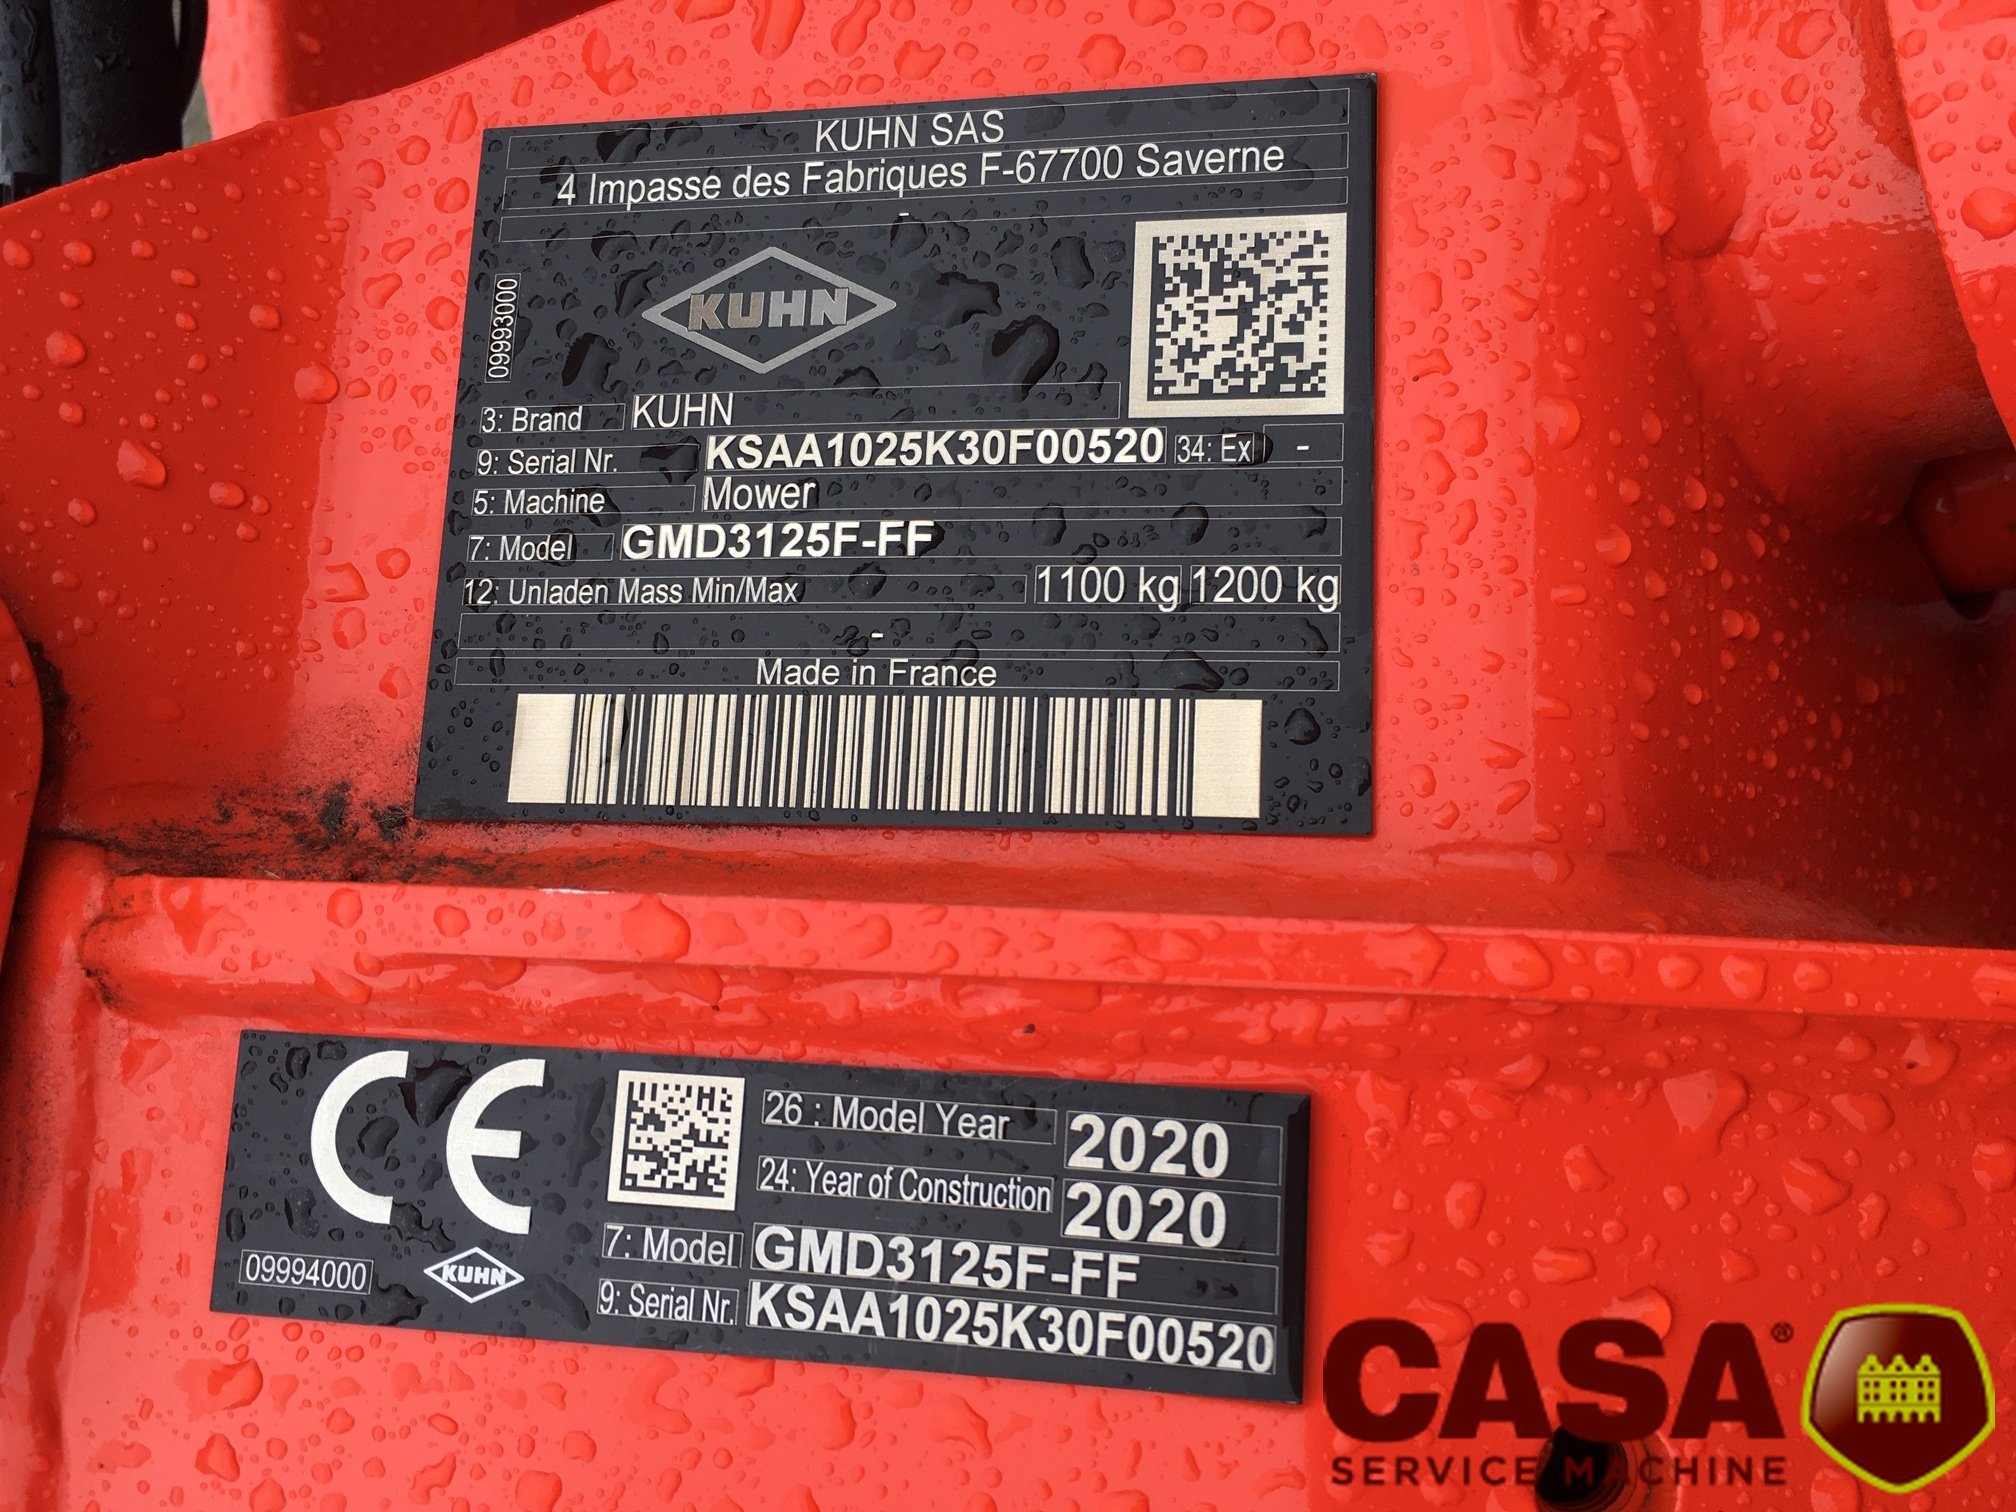 KUHN SAS
4 Impasse des Fabriques F-67700 Saverne
-
09993000
KUHN
3: Brand KUHN
9: Serial Nr. KSAA1025K30F00520 34: Ex -
5: Machine Mower
7: Model GMD3125F-FF
12: Unladen Mass Min/Max 1100 kg 1200 kg
-
Made in France
CE
26 : Model Year 2020
24: Year of Construction 2020
7: Model GMD3125F-FF
9: Serial Nr. KSAA1025K30F00520
09994000
KUHN
CASA®
SERVICE MACHINE